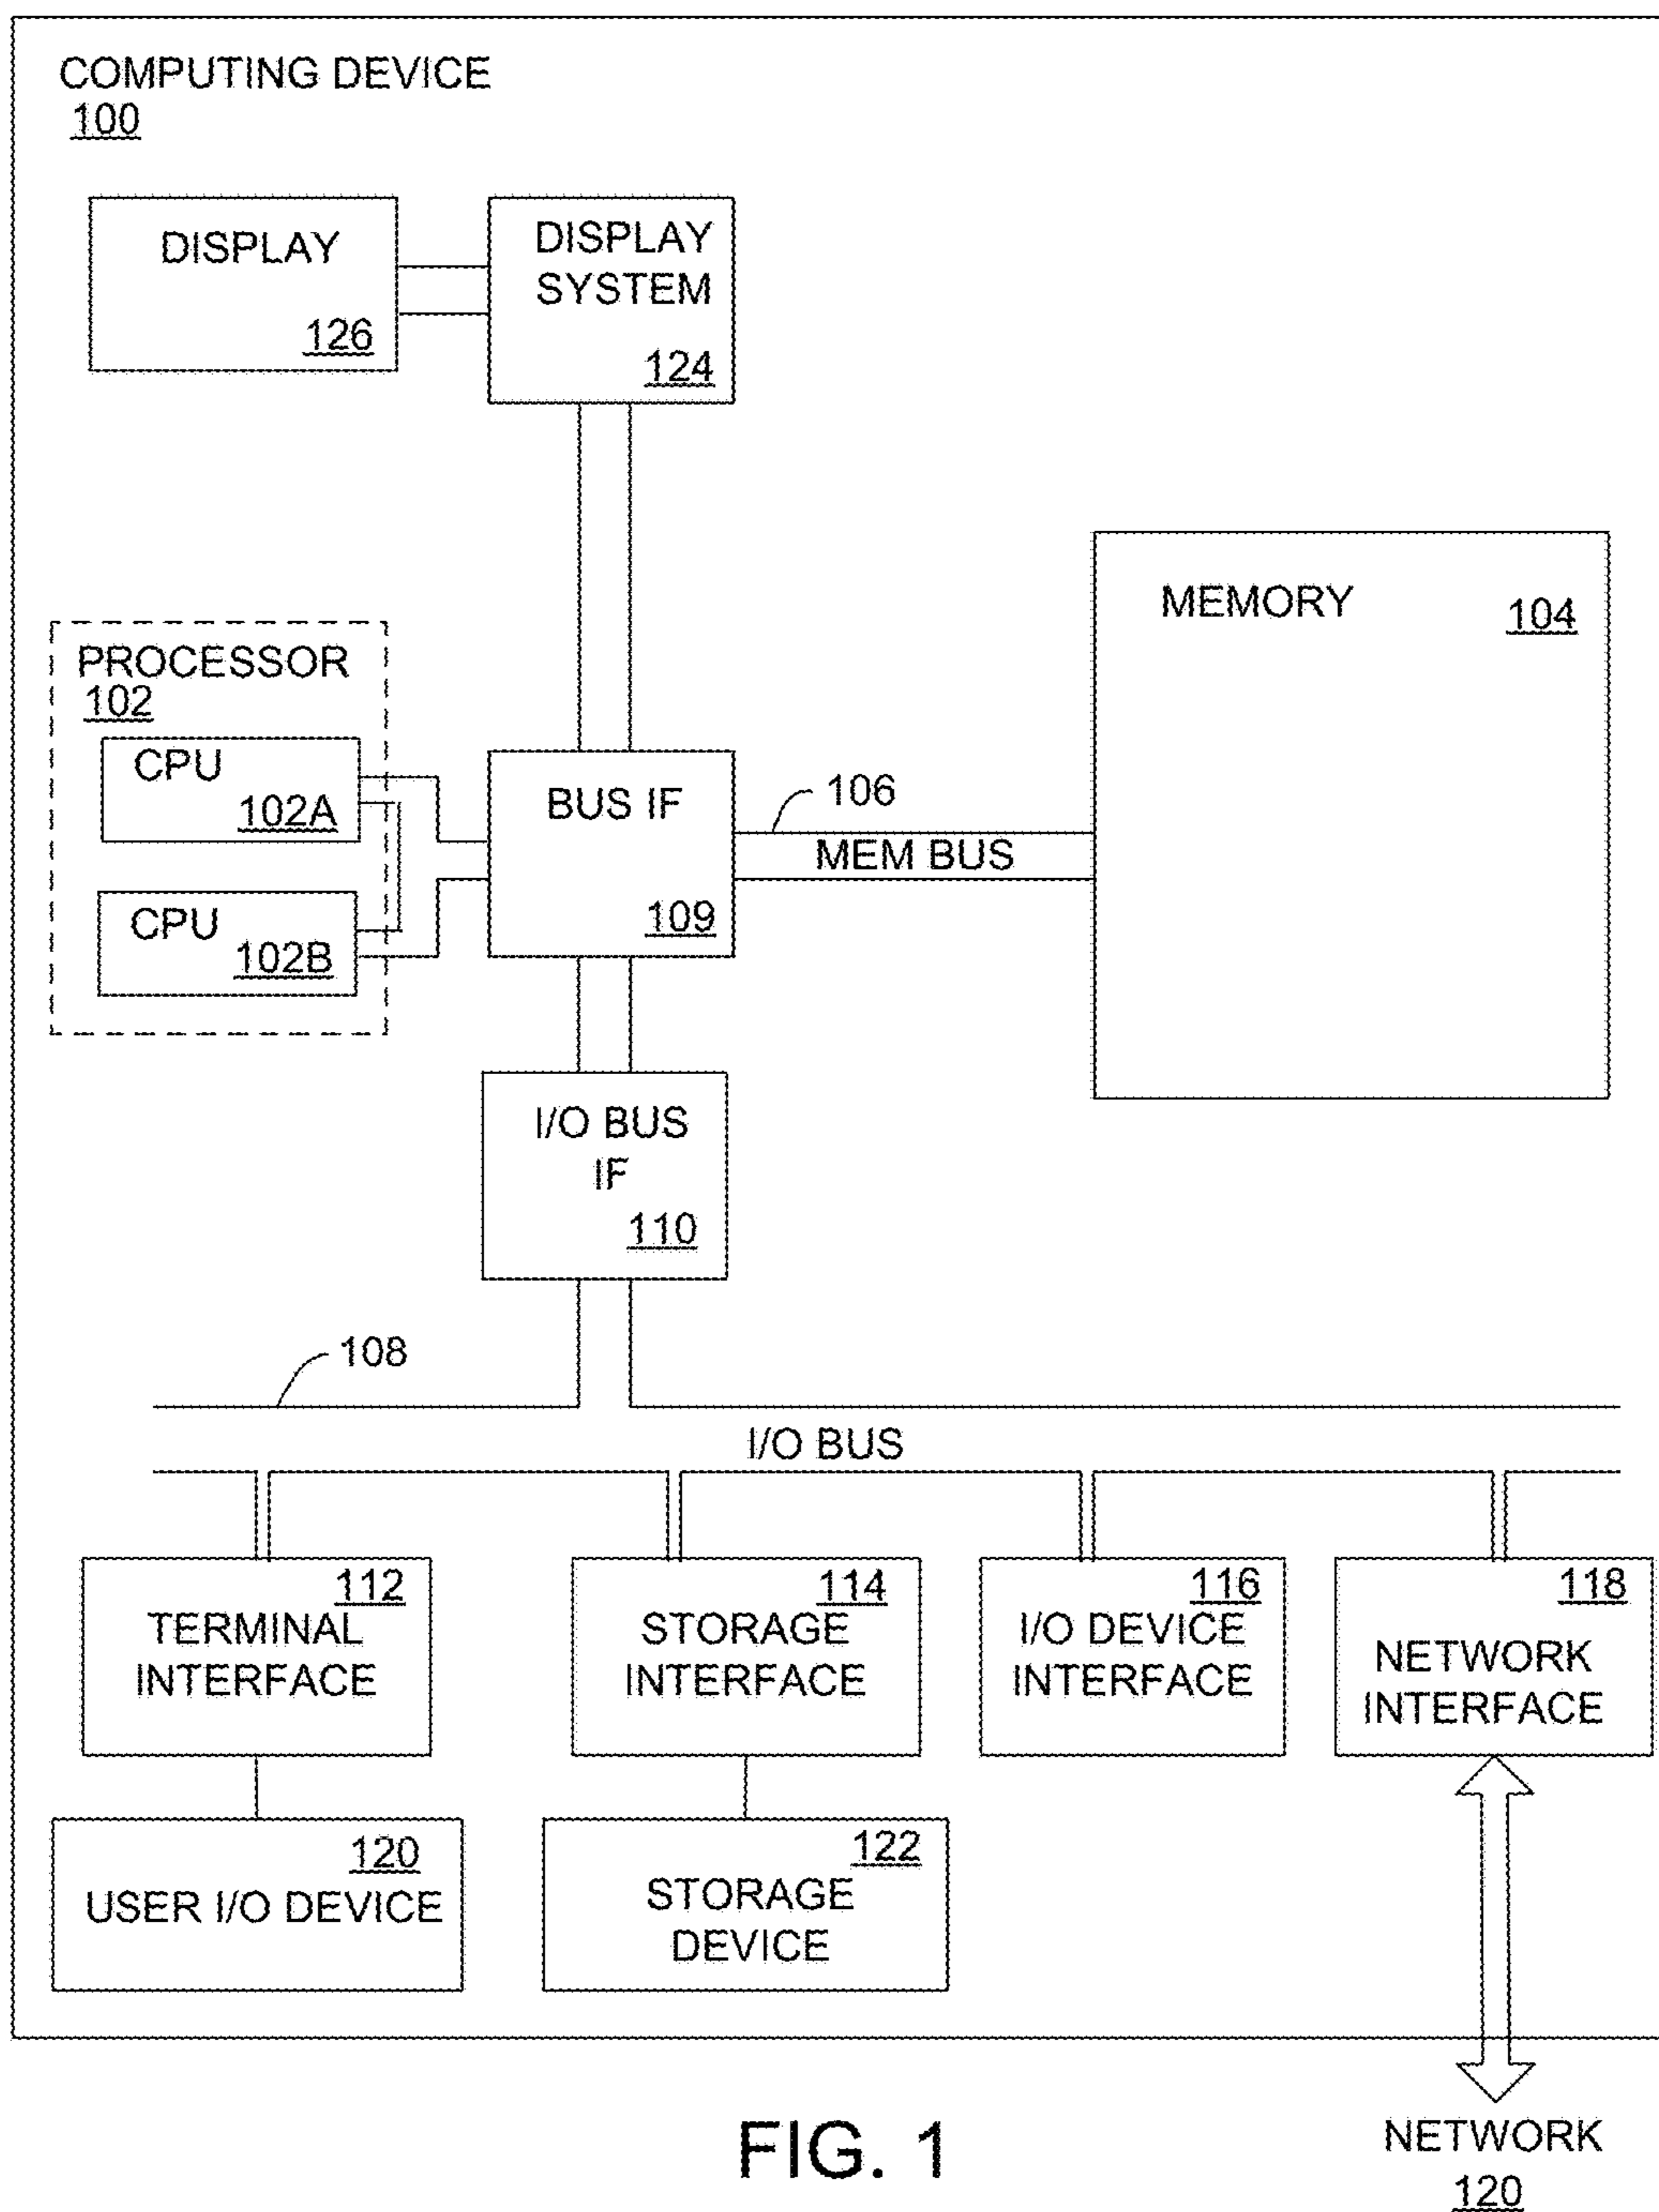 COMPUTING DEVICE
100
DISPLAY
126
DISPLAY
SYSTEM
124
PROCESSOR
102
CPU
102A
CPU
102B
BUS IF
109
106
MEM BUS
MEMORY
104
I/O BUS
IF
110
108
I/O BUS
112
TERMINAL
INTERFACE
114
STORAGE
INTERFACE
116
I/O DEVICE
INTERFACE
118
NETWORK
INTERFACE
120
USER I/O DEVICE
122
STORAGE
DEVICE
NETWORK
120
FIG. 1